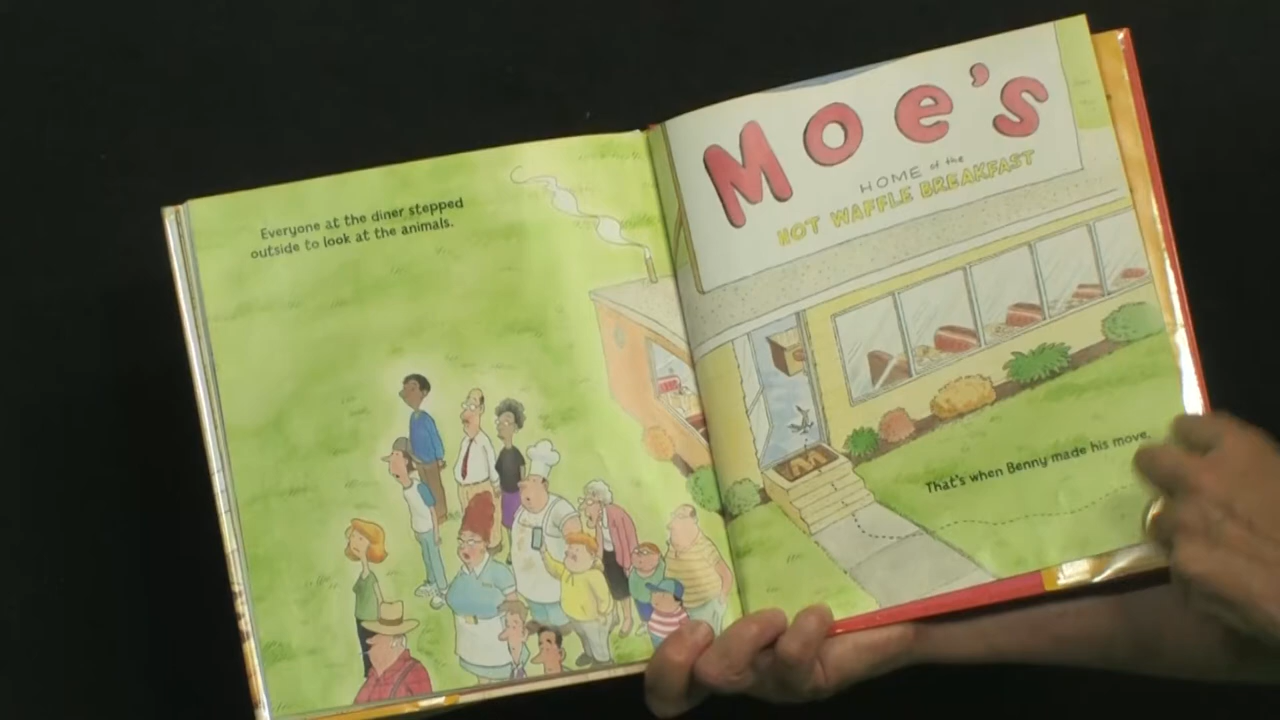 Everyone at the diner stepped
outside to look at the animals.
Moe's
HOME of the
HOT WAFFLE BREAKFAST
M
That's when Benny made his move.